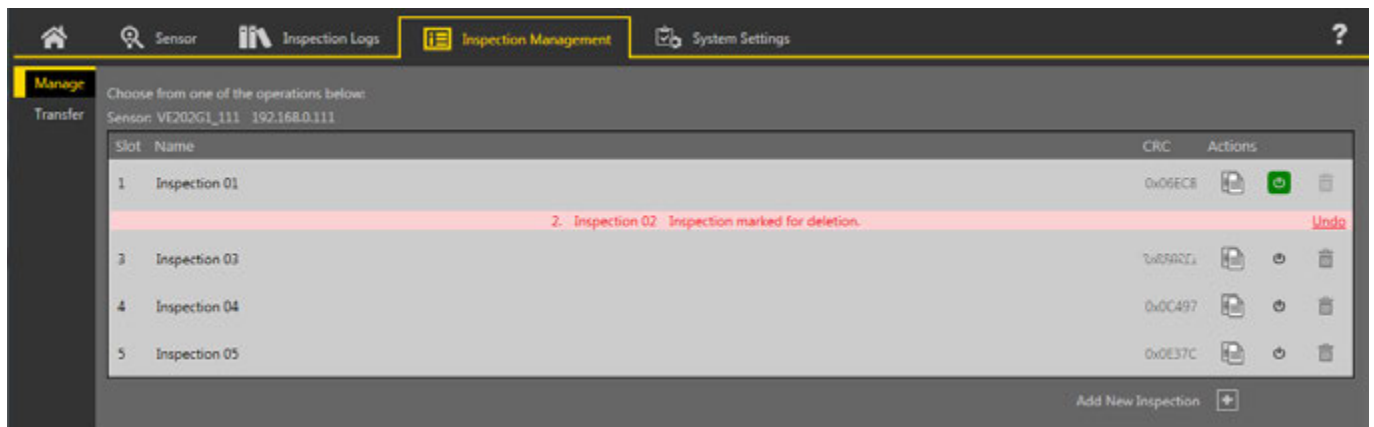 Sensor Inspection Logs Inspection Management System Settings ?
Manage
Transfer
Choose from one of the operations below:
Sensor: VE202G1_111 192.168.0.111
Slot Name CRC Actions
1 Inspection 01 0x06EC8
2. Inspection 02 Inspection marked for deletion. Undo
3 Inspection 03
4 Inspection 04 0x0C497
5 Inspection 05 0x0E37C
Add New Inspection +